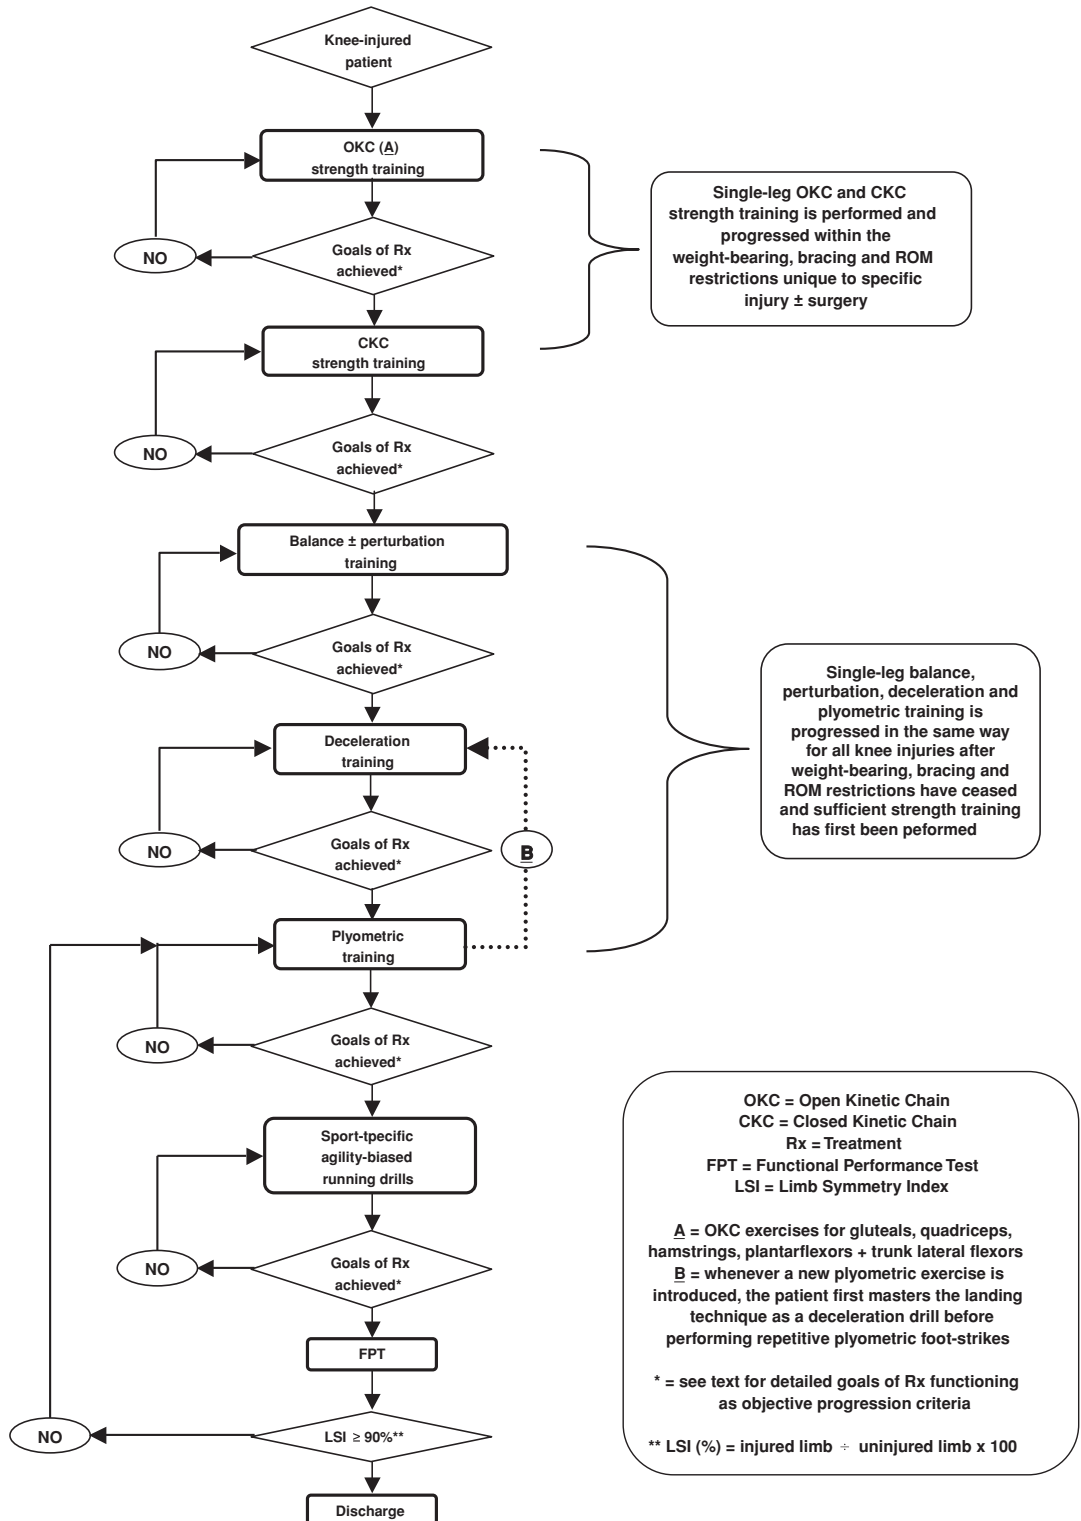 Knee-injured
patient
OKC (A)
strength training
Goals of Rx
achieved*
NO
CKC
strength training
Goals of Rx
achieved*
NO
Single-leg OKC and CKC
strength training is performed and
progressed within the
weight-bearing, bracing and ROM
restrictions unique to specific
injury ± surgery
Balance ± perturbation
training
Goals of Rx
achieved*
NO
Deceleration
training
Goals of Rx
achieved*
NO
B
Plyometric
training
Single-leg balance,
perturbation, deceleration and
plyometric training is
progressed in the same way
for all knee injuries after
weight-bearing, bracing and
ROM restrictions have ceased
and sufficient strength training
has first been peformed
Goals of Rx
achieved*
NO
Sport-tpecific
agility-biased
running drills
Goals of Rx
achieved*
NO
FPT
LSI ≥ 90%**
NO
Discharge
OKC = Open Kinetic Chain
CKC = Closed Kinetic Chain
Rx = Treatment
FPT = Functional Performance Test
LSI = Limb Symmetry Index
A = OKC exercises for gluteals, quadriceps,
hamstrings, plantarflexors + trunk lateral flexors
B = whenever a new plyometric exercise is
introduced, the patient first masters the landing
technique as a deceleration drill before
performing repetitive plyometric foot-strikes
* = see text for detailed goals of Rx functioning
as objective progression criteria
** LSI (%) = injured limb ÷ uninjured limb x 100